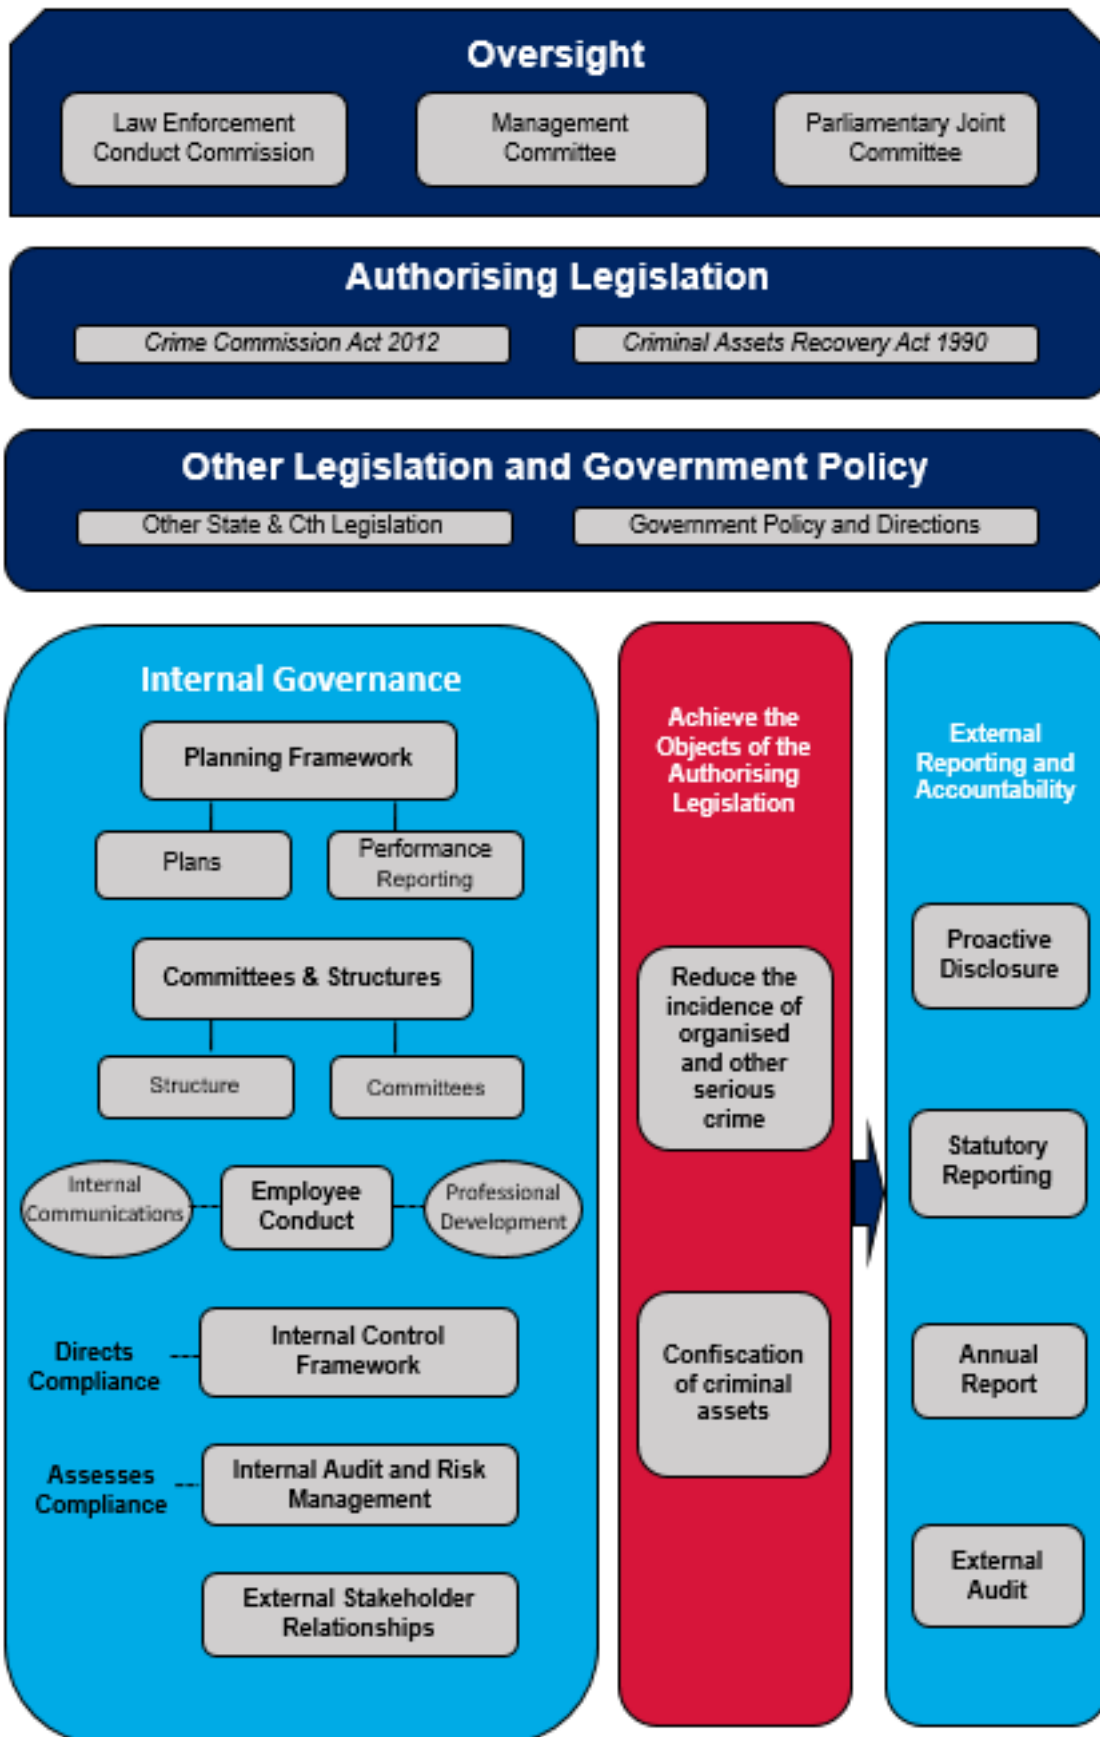 Oversight
Law Enforcement
Conduct Commission
Management
Committee
Parliamentary Joint
Committee
Authorising Legislation
Crime Commission Act 2012
Criminal Assets Recovery Act 1990
Other Legislation and Government Policy
Other State & Cth Legislation
Government Policy and Directions
Internal Governance
Planning Framework
Plans
Performance
Reporting
Committees & Structures
Structure
Committees
Internal
Communications
Employee
Conduct
Professional
Development
Directs
Compliance
Internal Control
Framework
Assesses
Compliance
Internal Audit and Risk
Management
External Stakeholder
Relationships
Achieve the
Objects of the
Authorising
Legislation
Reduce the
incidence of
organised
and other
serious
crime
Confiscation
of criminal
assets
External
Reporting and
Accountability
Proactive
Disclosure
Statutory
Reporting
Annual
Report
External
Audit